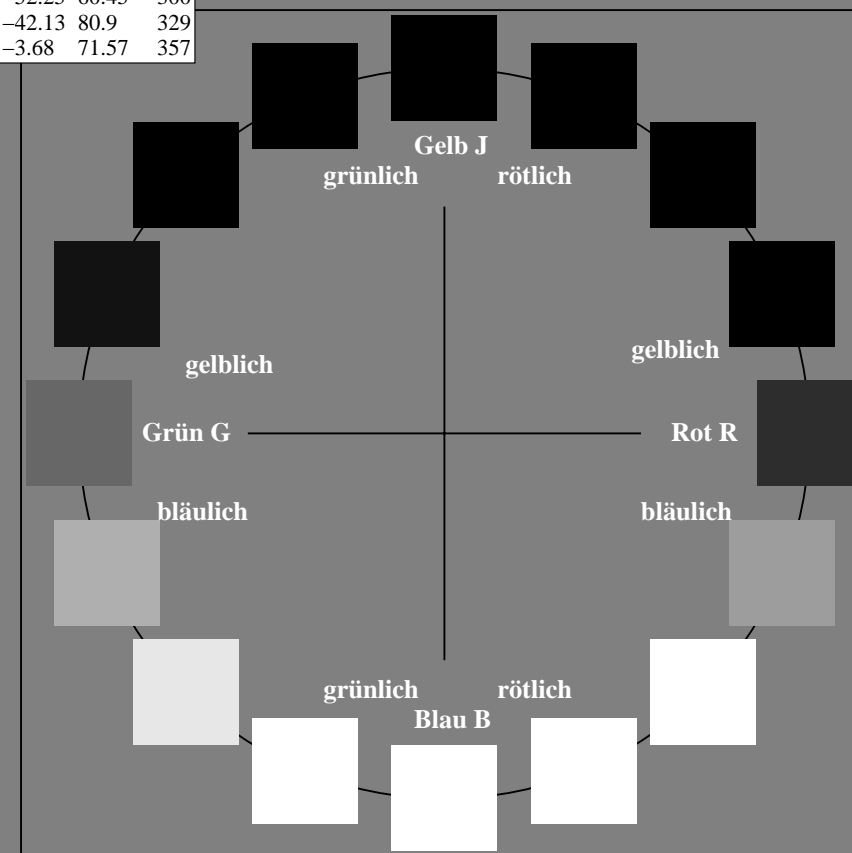 −42.13 80.9 329
−3.68 71.57 357
Gelb J
grünlich rötlich
gelblich
gelblich
Grün G Rot R
bläulich bläulich
grünlich rötlich
Blau B